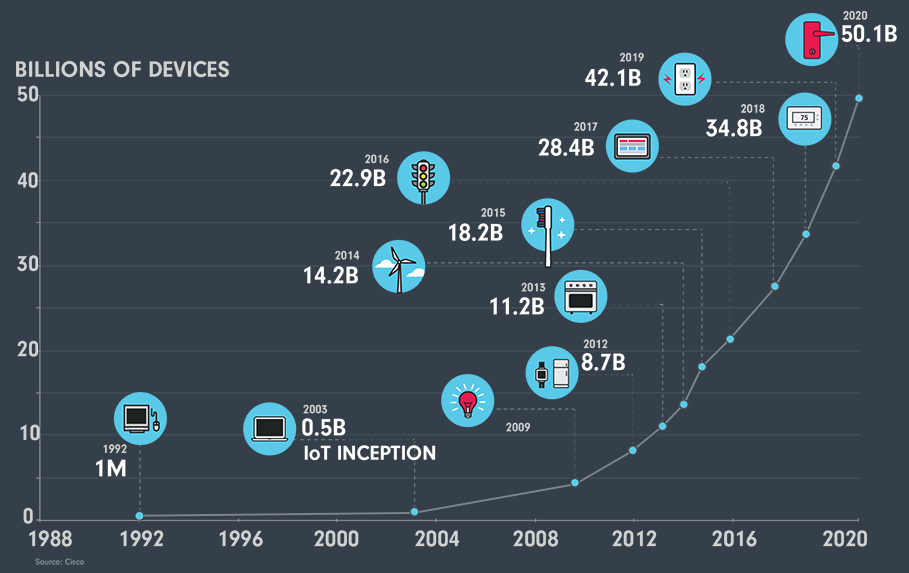 2020
50.1B
BILLIONS OF DEVICES
2019
42.1B
2018
34.8B
75
2017
28.4B
2016
22.9B
2015
18.2B
2014
14.2B
2013
11.2B
2012
8.7B
2009
2003
0.5B
IoT INCEPTION
1992
1M
50
40
30
20
10
0
1988 1992 1996 2000 2004 2008 2012 2016 2020
Source: Cisco